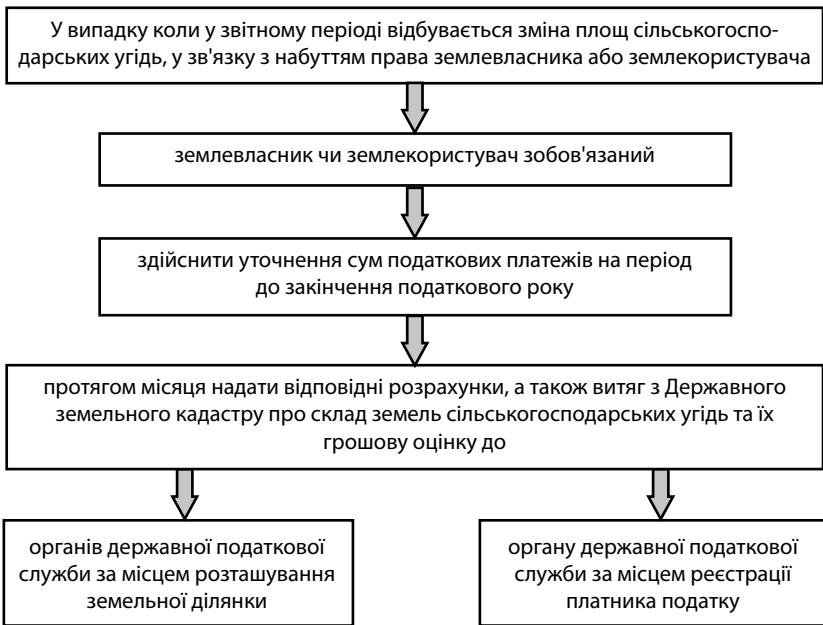 У випадку коли у звітному періоді відбувається зміна площ сільськогоспо-
дарських угідь, у зв'язку з набуттям права землевласника або землекористувача
землевласник чи землекористувач зобов'язаний
здійснити уточнення сум податкових платежів на період
до закінчення податкового року
протягом місяця надати відповідні розрахунки, а також витяг з Державного
земельного кадастру про склад земель сільськогосподарських угідь та їх
грошову оцінку до
органів державної податкової
служби за місцем розташування
земельної ділянки
органу державної податкової
служби за місцем реєстрації
платника податку